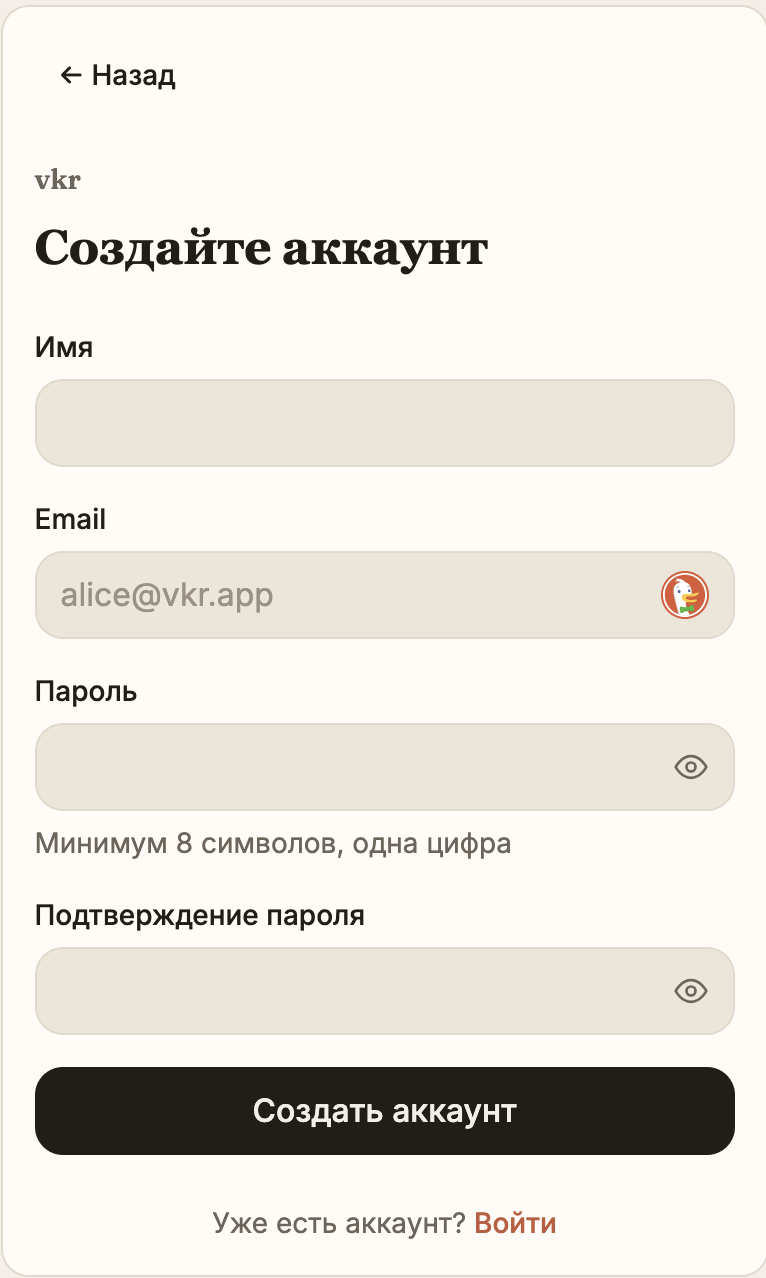 ← Назад
vkr
Создайте аккаунт
Имя
Email
alice@vkr.app
Пароль
Минимум 8 символов, одна цифра
Подтверждение пароля
Создать аккаунт
Уже есть аккаунт? Войти